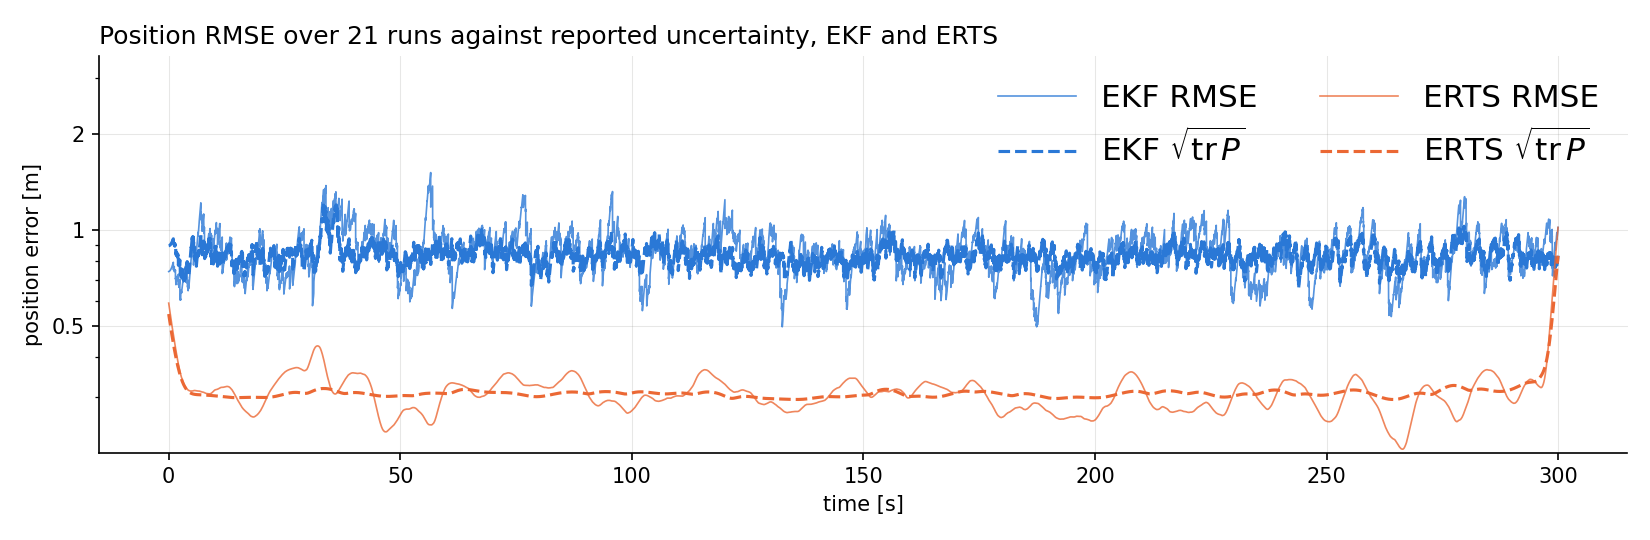 Position RMSE over 21 runs against reported uncertainty, EKF and ERTS
EKF RMSE
EKF √tr P
ERTS RMSE
ERTS √tr P
position error [m]
2
1
0.5
0
50
100
150
200
250
300
time [s]